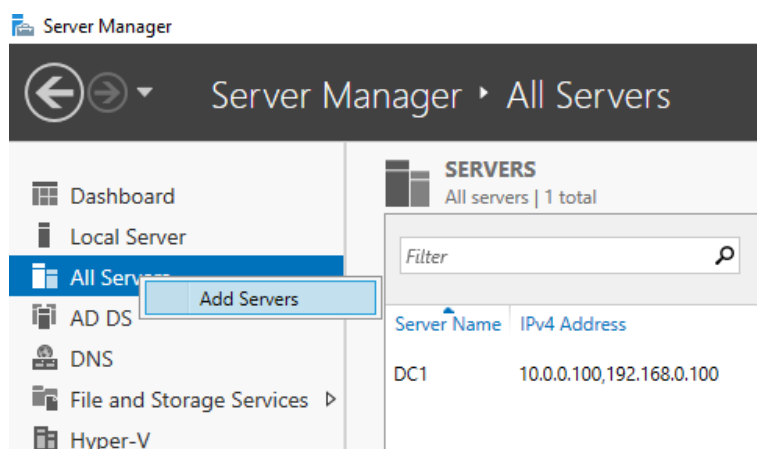 Server Manager
Server Manager ‣ All Servers
Dashboard
Local Server
All Servers
Add Servers
AD DS
DNS
File and Storage Services
Hyper-V
SERVERS
All servers | 1 total
Filter
Server Name IPv4 Address
DC1 10.0.0.100,192.168.0.100